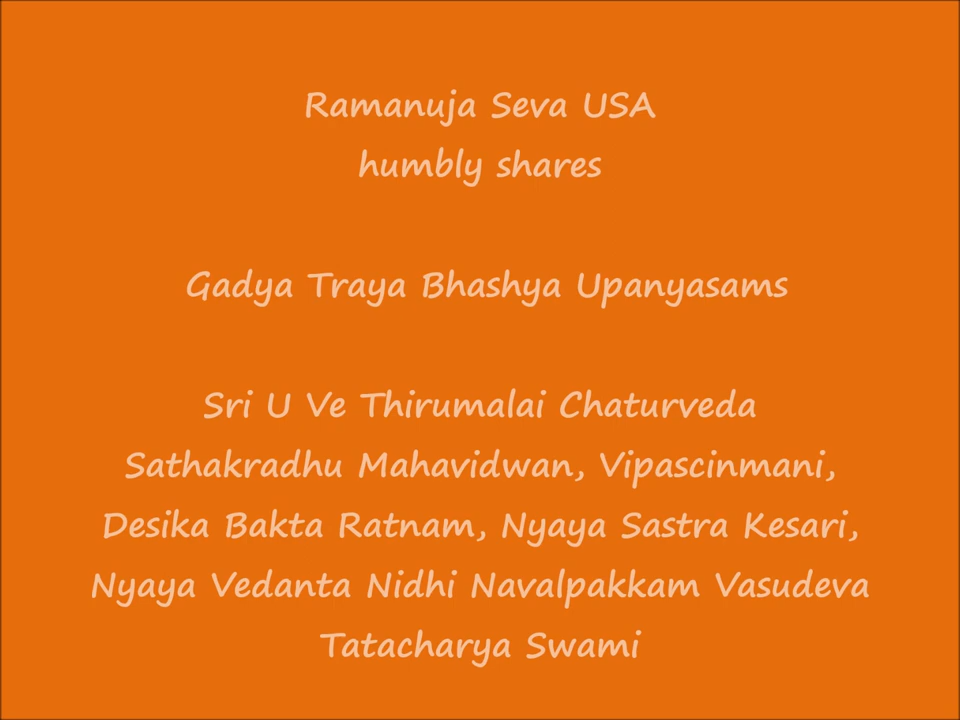 Ramanuja Seva USA
humbly shares
Gadya Traya Bhashya Upanyasams
Sri U Ve Thirumalai Chaturveda
Sathakradhu Mahavidwan, Vipascinmani,
Desika Bakta Ratnam, Nyaya Sastra Kesari,
Nyaya Vedanta Nidhi Navalpakkam Vasudeva
Tatacharya Swami